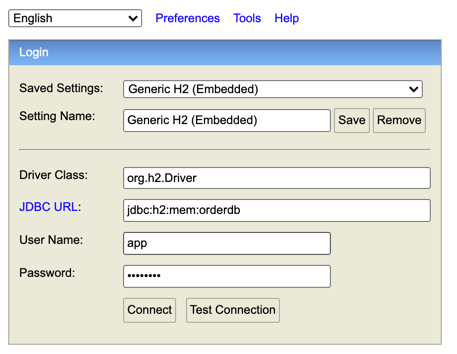 English Preferences Tools Help
Login
Saved Settings: Generic H2 (Embedded)
Setting Name: Generic H2 (Embedded) Save Remove
Driver Class: org.h2.Driver
JDBC URL: jdbc:h2:mem:orderdb
User Name: app
Password: ••••••••
Connect Test Connection